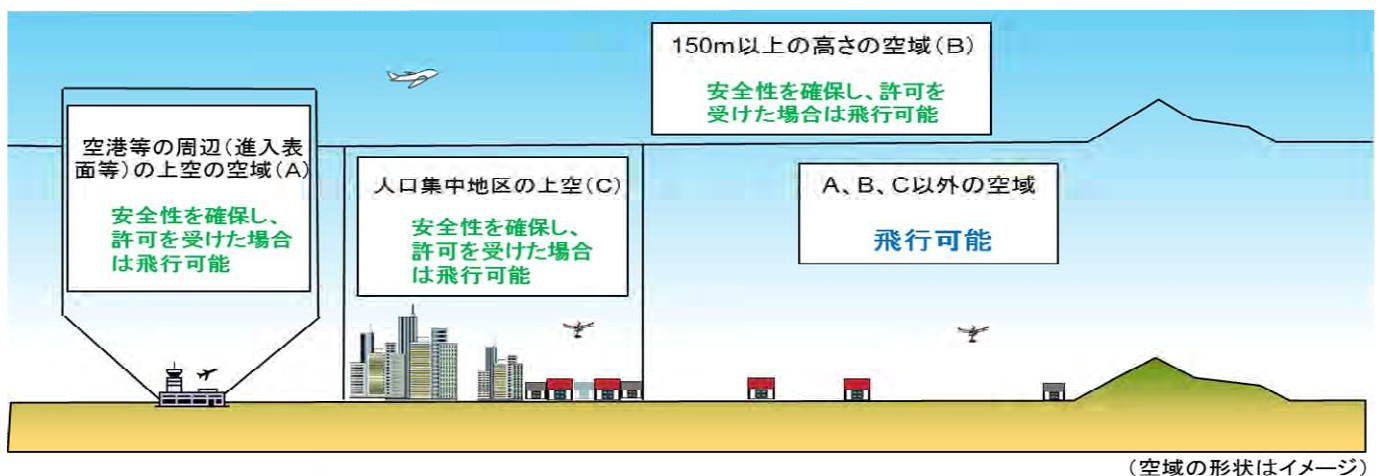 150m以上の高さの空域(B)
安全性を確保し、許可を
受けた場合は飛行可能
空港等の周辺(進入表
面等)の上空の空域(A)
安全性を確保し、
許可を受けた場合
は飛行可能
人口集中地区の上空(C)
安全性を確保し、
許可を受けた場合
は飛行可能
A、B、C以外の空域
飛行可能
(空域の形状はイメージ)